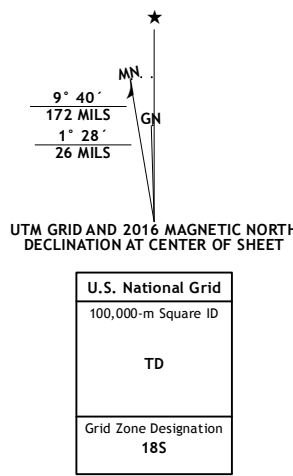 ★
MN
GN
9° 40´
172 MILS
1° 28´
26 MILS
UTM GRID AND 2016 MAGNETIC NORTH
DECLINATION AT CENTER OF SHEET
U.S. National Grid
100,000-m Square ID
TD
Grid Zone Designation
18S